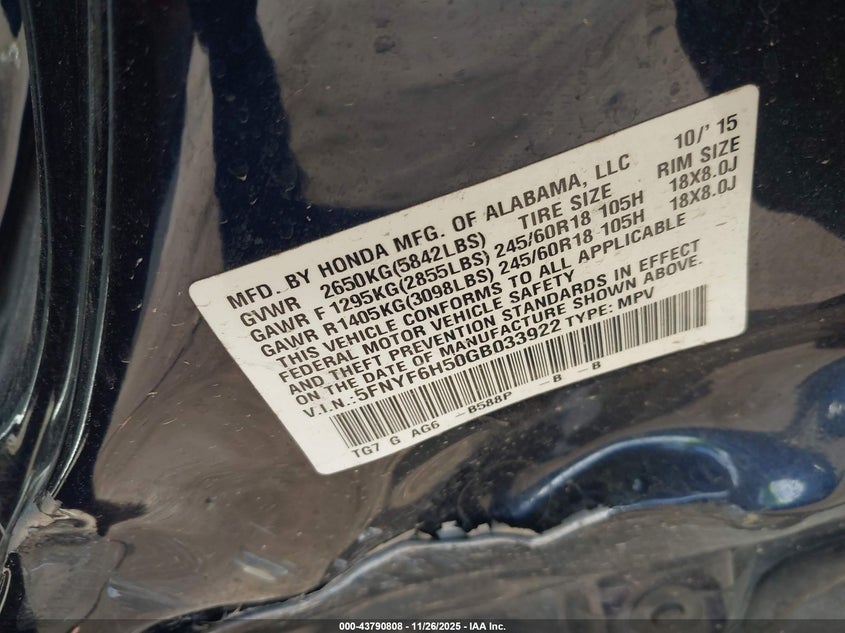 MFD. BY HONDA MFG. OF ALABAMA, LLC 10/'15
GVWR 2650KG(5842LBS) TIRE SIZE RIM SIZE
GAWR F 1295KG(2855LBS) 245/60R18 105H 18X8.0J
GAWR R1405KG(3098LBS) 245/60R18 105H 18X8.0J
THIS VEHICLE CONFORMS TO ALL APPLICABLE
FEDERAL MOTOR VEHICLE SAFETY
AND THEFT PREVENTION STANDARDS IN EFFECT
ON THE DATE OF MANUFACTURE SHOWN ABOVE.
V.I.N.:5FNYF6H50GB033922 TYPE: MPV
TG7 G AG6 -B588P -B -B
000-43790808 - 11/26/2025 - IAA Inc.